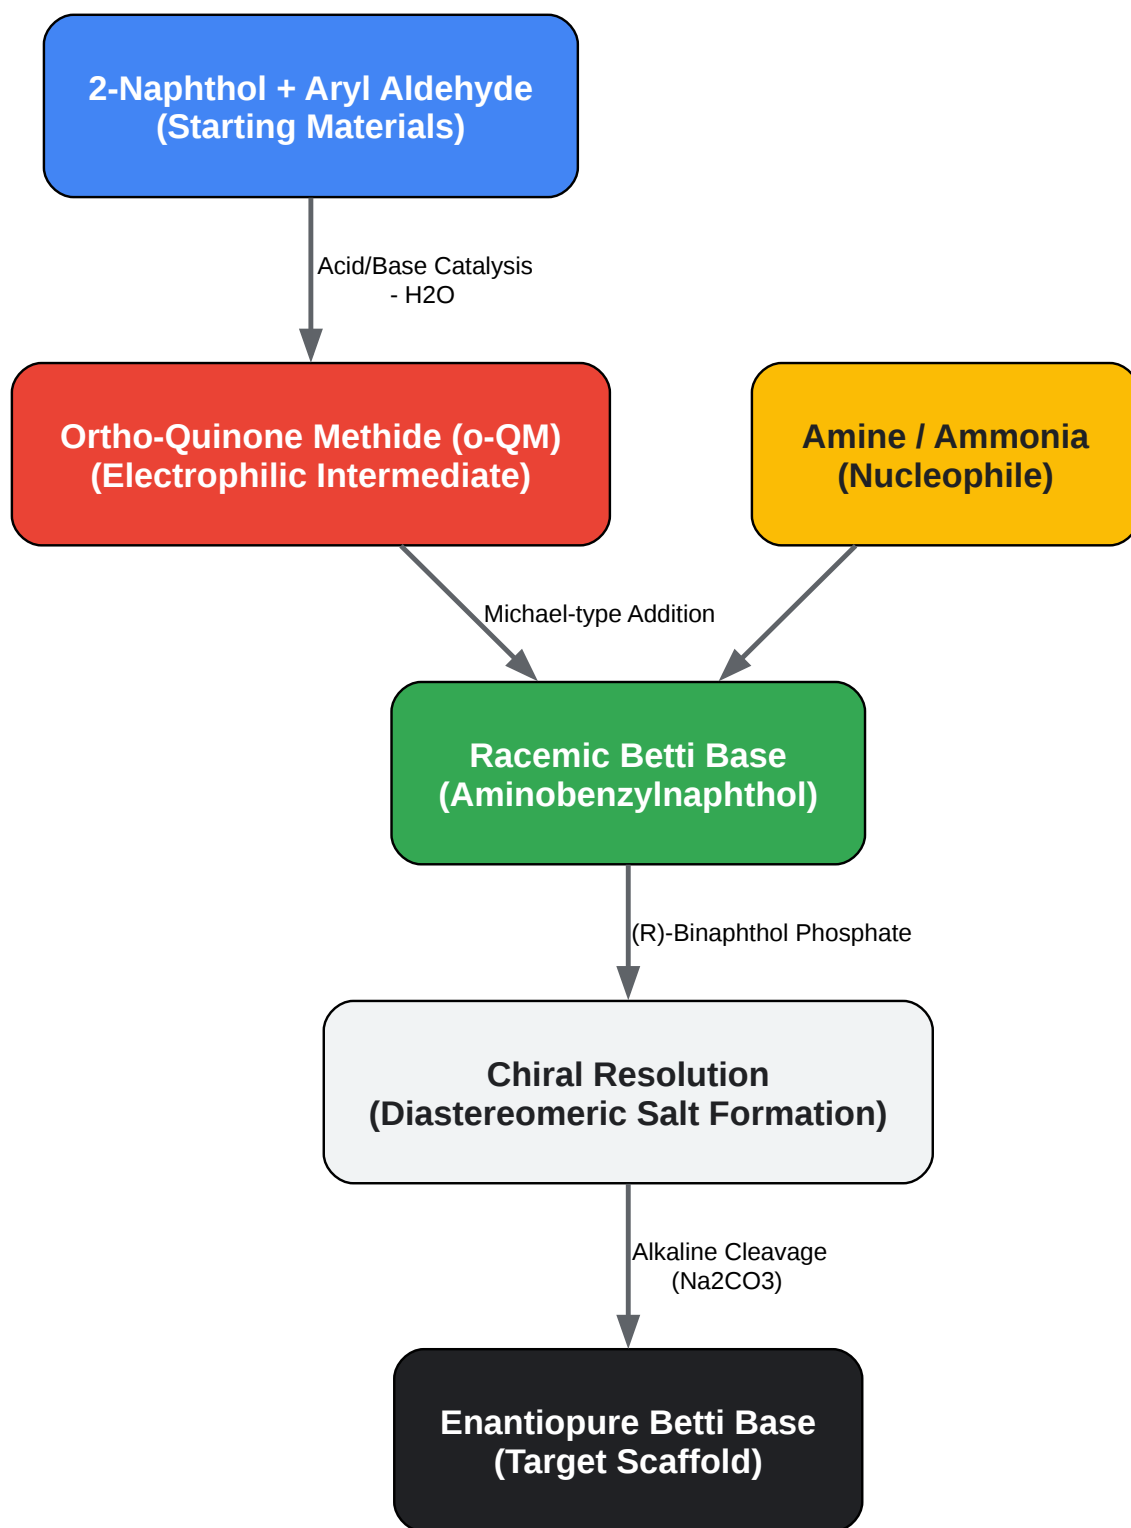 2-Naphthol + Aryl Aldehyde
(Starting Materials)
Acid/Base Catalysis
- H2O
Ortho-Quinone Methide (o-QM)
(Electrophilic Intermediate)
Amine / Ammonia
(Nucleophile)
Michael-type Addition
Racemic Betti Base
(Aminobenzylnaphthol)
(R)-Binaphthol Phosphate
Chiral Resolution
(Diastereomeric Salt Formation)
Alkaline Cleavage
(Na2CO3)
Enantiopure Betti Base
(Target Scaffold)